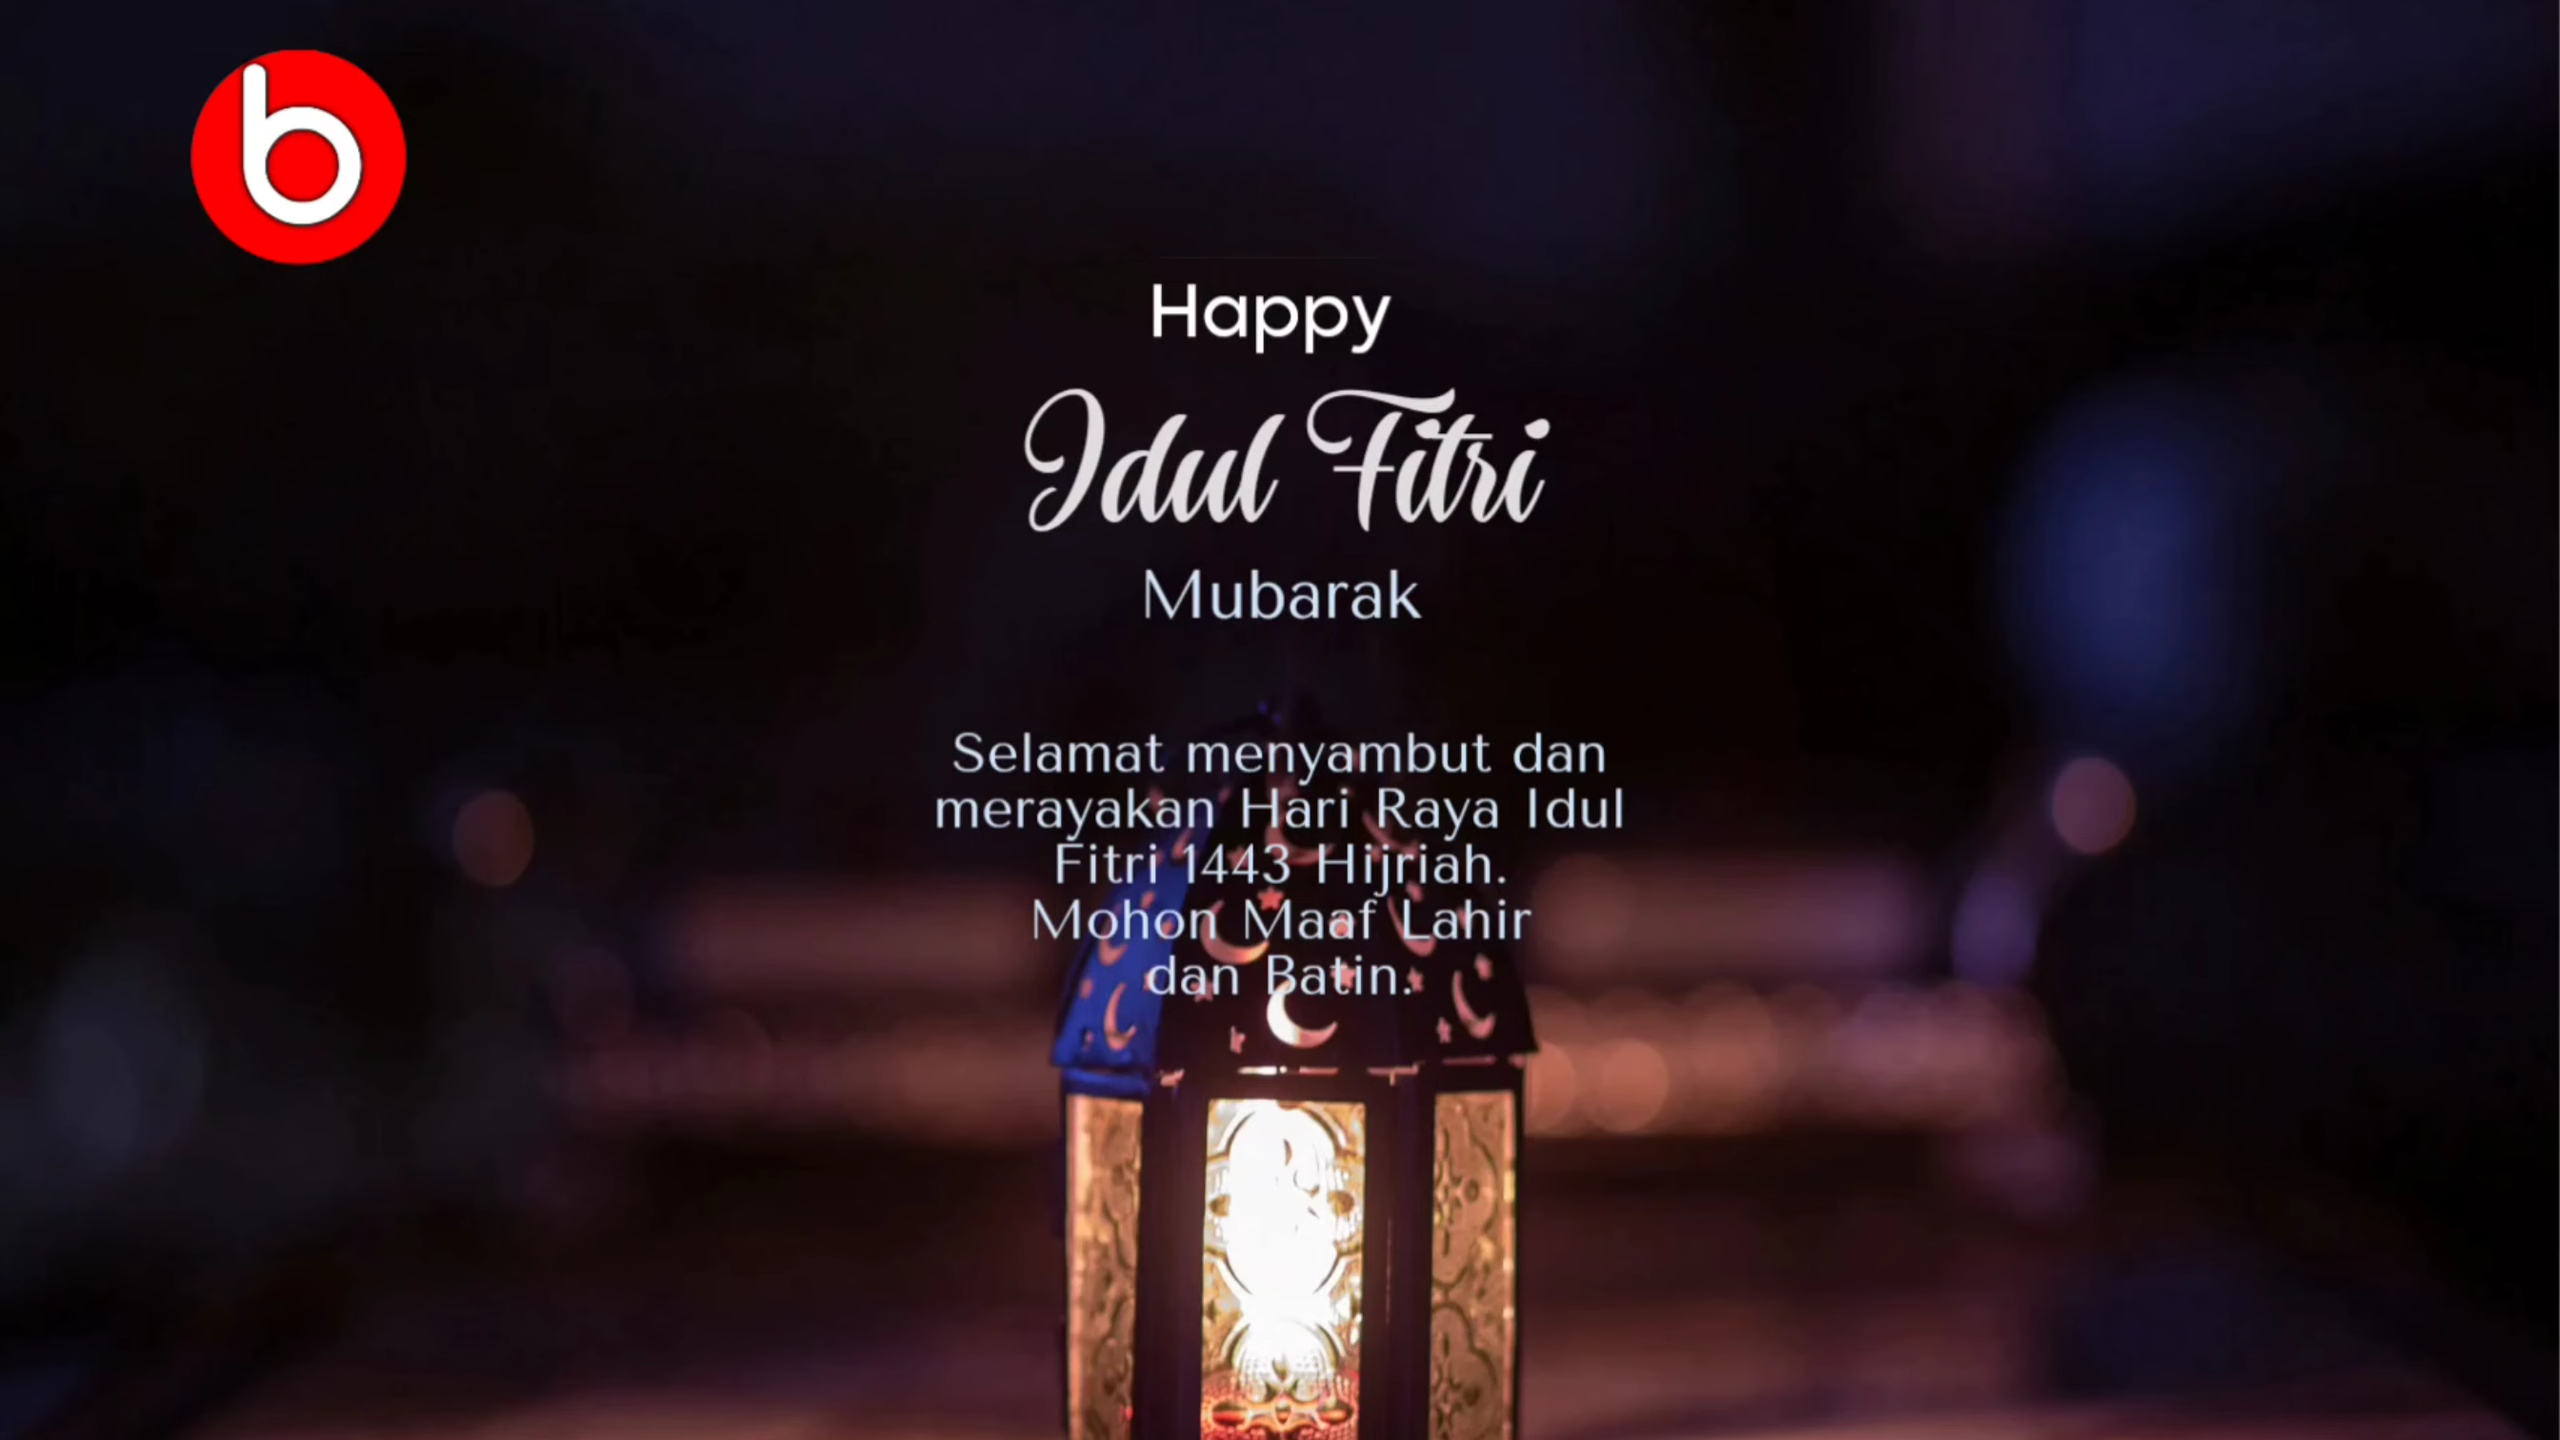 b
Happy
Idul Fitri
Mubarak
Selamat menyambut dan
merayakan Hari Raya Idul
Fitri 1443 Hijriah.
Mohon Maaf Lahir
dan Batin.